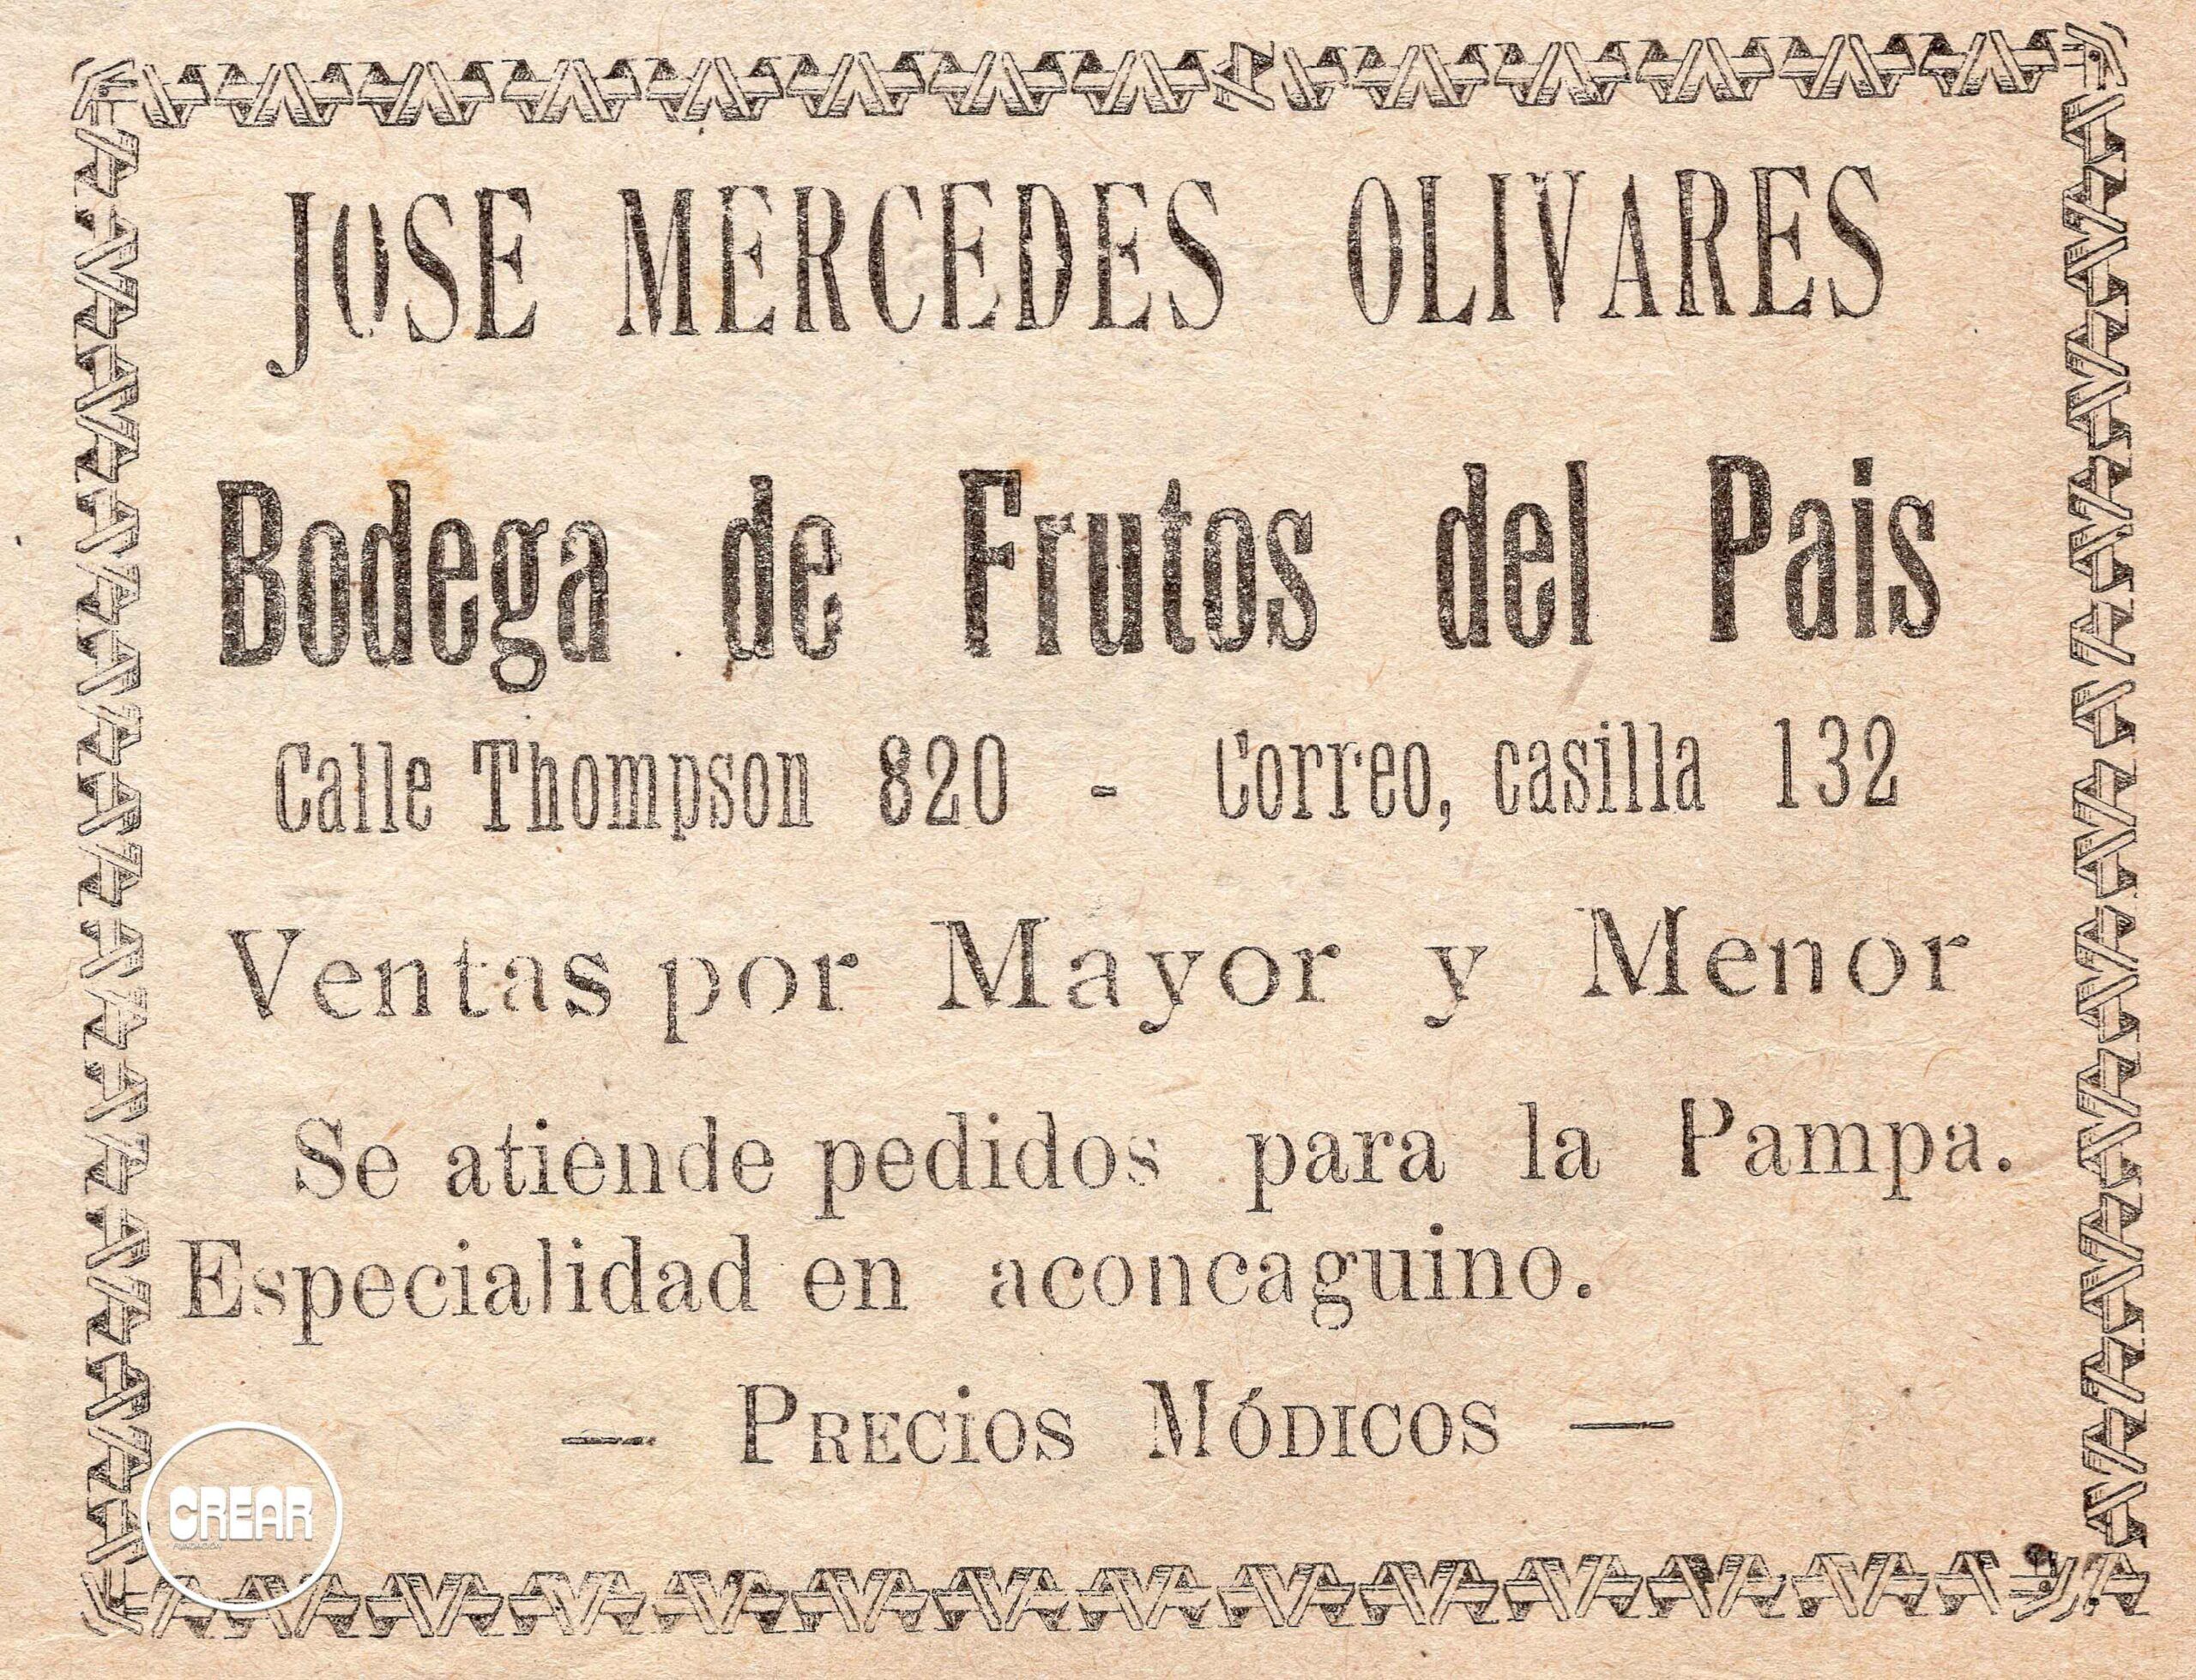 JOSE MERCEDES OLIVARES
Bodega de Frutos del Pais
Calle Thompson 820 - Correo, casilla 132
Ventas por Mayor y Menor
Se atiende pedidos para la Pampa.
Especialidad en aconcaguino.
— PRECiOS MÓDICOS —
CREAR
FUNDACIÓN